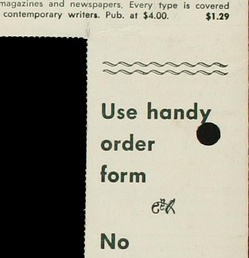 magazines and newspapers. Every type is covered
contemporary writers. Pub. at $4.00. $1.29
Use handy
order
form
No